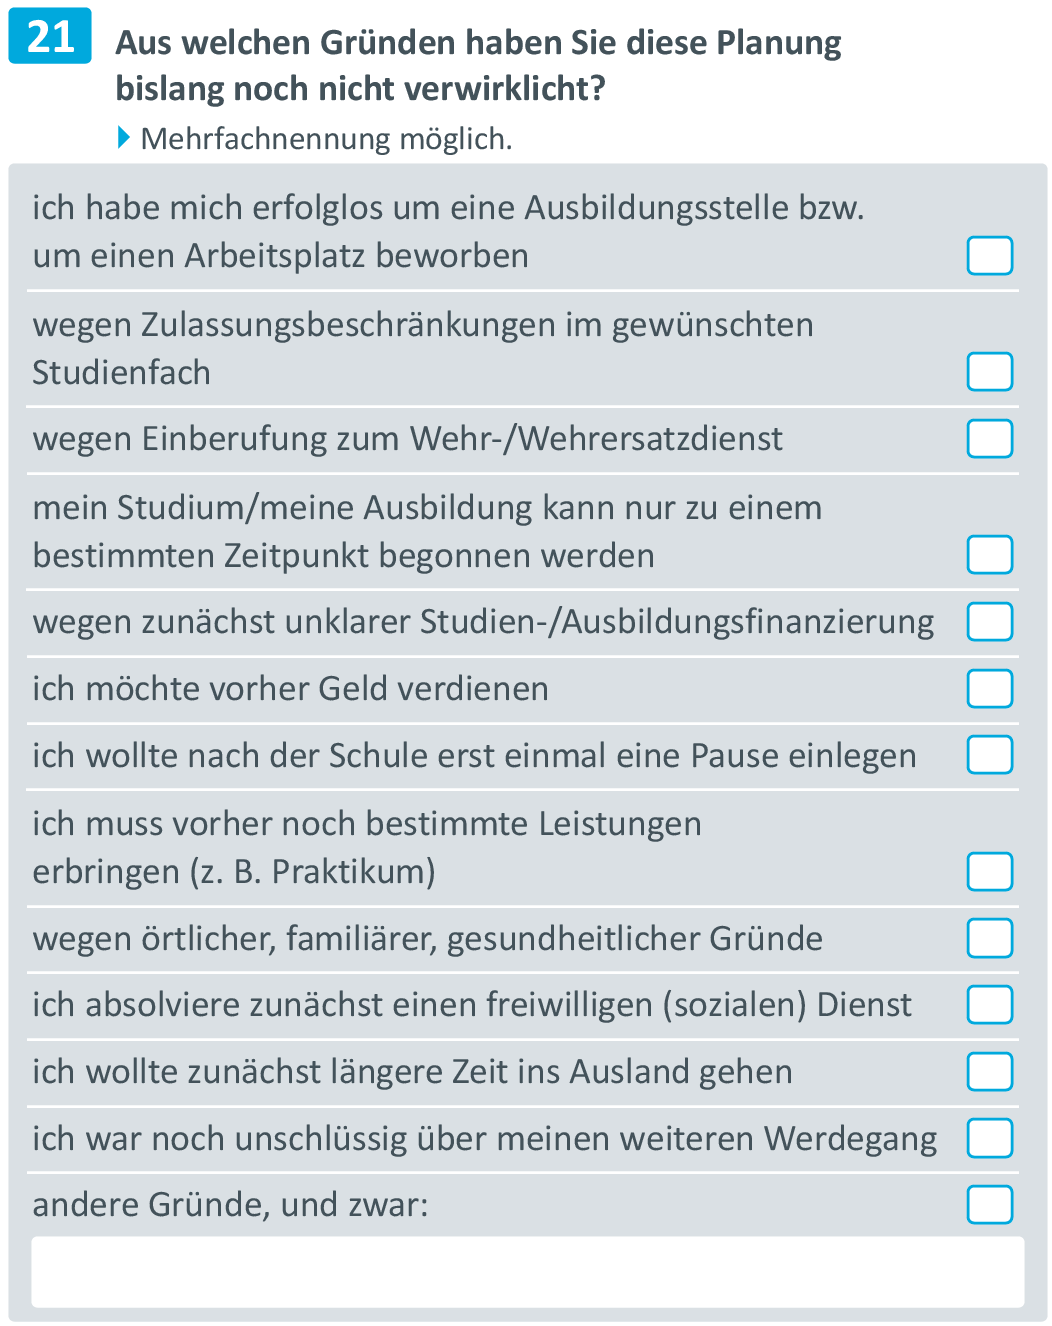 21
Aus welchen Gründen haben Sie diese Planung
bislang noch nicht verwirklicht?
Mehrfachnennung möglich.
ich habe mich erfolglos um eine Ausbildungsstelle bzw.
um einen Arbeitsplatz beworben
wegen Zulassungsbeschränkungen im gewünschten
Studienfach
wegen Einberufung zum Wehr-/Wehrersatzdienst
mein Studium/meine Ausbildung kann nur zu einem
bestimmten Zeitpunkt begonnen werden
wegen zunächst unklarer Studien-/Ausbildungsfinanzierung
ich möchte vorher Geld verdienen
ich wollte nach der Schule erst einmal eine Pause einlegen
ich muss vorher noch bestimmte Leistungen
erbringen (z. B. Praktikum)
wegen örtlicher, familiärer, gesundheitlicher Gründe
ich absolviere zunächst einen freiwilligen (sozialen) Dienst
ich wollte zunächst längere Zeit ins Ausland gehen
ich war noch unschlüssig über meinen weiteren Werdegang
andere Gründe, und zwar: